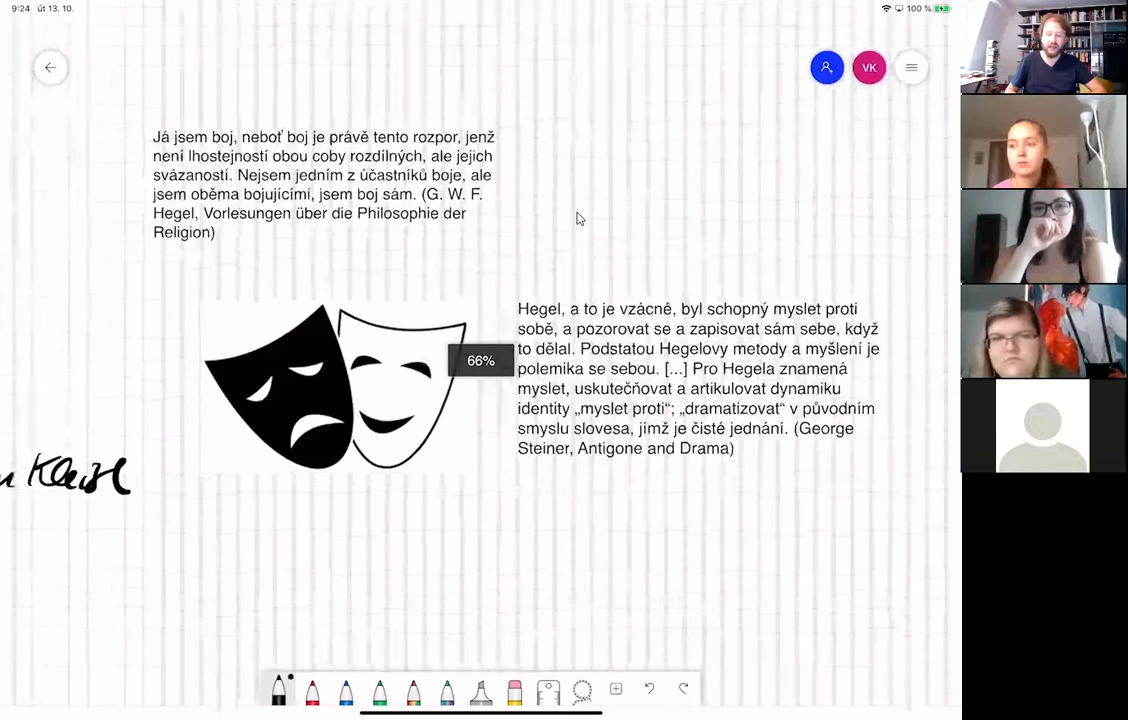 9:24 út 13. 10.
100 %
VK
Já jsem boj, neboť boj je právě tento rozpor, jenž
není lhostejností obou coby rozdílných, ale jejich
svázaností. Nejsem jedním z účastníků boje, ale
jsem oběma bojujícími, jsem boj sám. (G. W. F.
Hegel, Vorlesungen über die Philosophie der
Religion)
Hegel, a to je vzácné, byl schopný myslet proti
sobě, a pozorovat se a zapisovat sám sebe, když
to dělal. Podstatou Hegelovy metody a myšlení je
polemika se sebou. [...] Pro Hegela znamená
myslet, uskutečňovat a artikulovat dynamiku
identity „myslet proti“; „dramatizovat“ v původním
smyslu slovesa, jímž je čisté jednání. (George
Steiner, Antigone and Drama)
66%